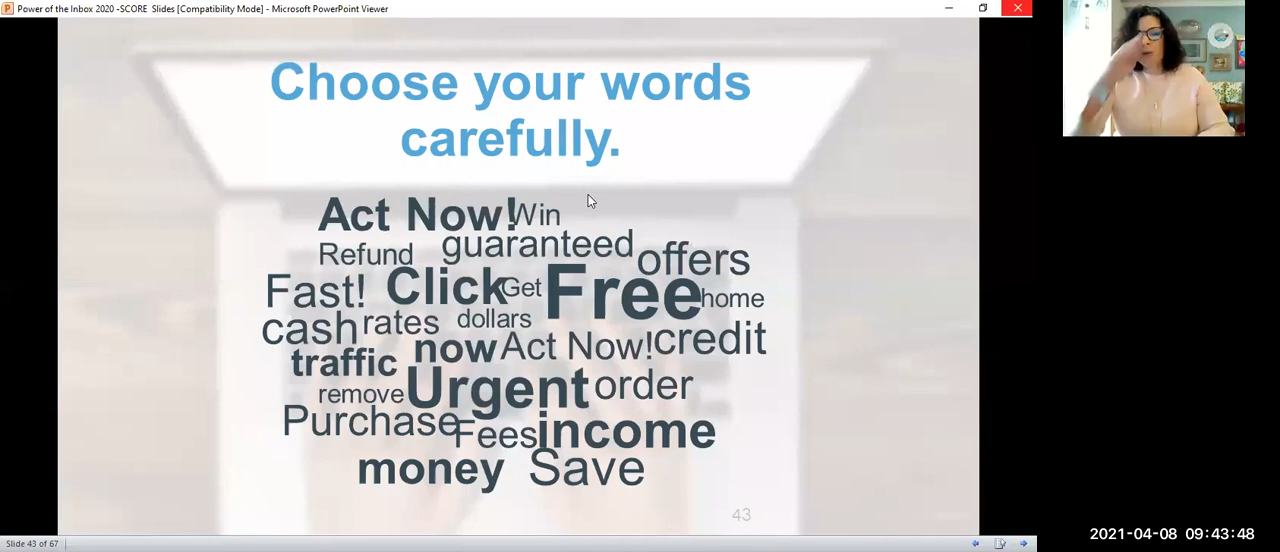 Power of the Inbox 2020 -SCORE  Slides [Compatibility Mode] - Microsoft PowerPoint Viewer
Choose your words
carefully.
Act Now! Win
Refund guaranteed offers
Fast! Click Get Free home
cash rates dollars
traffic now Act Now! credit
remove Urgent order
Purchase Fees income
money Save
43
Slide 43 of 67
2021-04-08 09:43:48